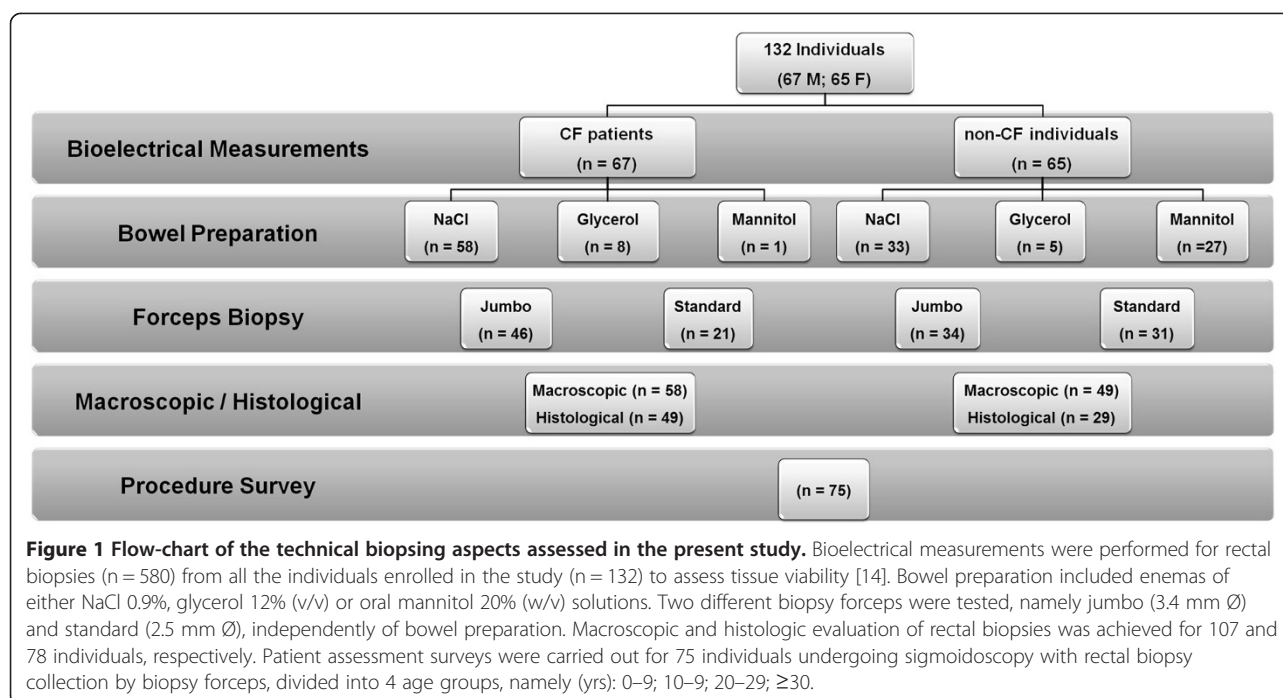 132 Individuals
(67 M; 65 F)
Bioelectrical Measurements
CF patients
(n = 67)
non-CF individuals
(n = 65)
Bowel Preparation
NaCl
(n = 58)
Glycerol
(n = 8)
Mannitol
(n = 1)
NaCl
(n = 33)
Glycerol
(n = 5)
Mannitol
(n =27)
Forceps Biopsy
Jumbo
(n = 46)
Standard
(n = 21)
Jumbo
(n = 34)
Standard
(n = 31)
Macroscopic / Histological
Macroscopic (n = 58)
Histological (n = 49)
Macroscopic (n = 49)
Histological (n = 29)
Procedure Survey
(n = 75)
Figure 1 Flow-chart of the technical biopsing aspects assessed in the present study. Bioelectrical measurements were performed for rectal
biopsies (n = 580) from all the individuals enrolled in the study (n = 132) to assess tissue viability [14]. Bowel preparation included enemas of
either NaCl 0.9%, glycerol 12% (v/v) or oral mannitol 20% (w/v) solutions. Two different biopsy forceps were tested, namely jumbo (3.4 mm Ø)
and standard (2.5 mm Ø), independently of bowel preparation. Macroscopic and histologic evaluation of rectal biopsies was achieved for 107 and
78 individuals, respectively. Patient assessment surveys were carried out for 75 individuals undergoing sigmoidoscopy with rectal biopsy
collection by biopsy forceps, divided into 4 age groups, namely (yrs): 0–9; 10–9; 20–29; ≥30.